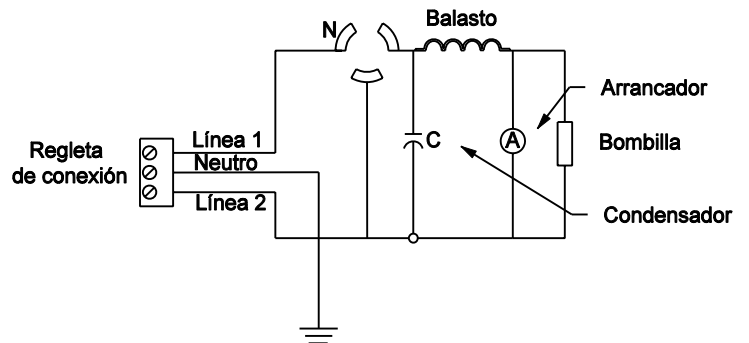 Balasto
N
Arrancador
Línea 1
Regleta
de conexión
Neutro
C
A
Bombilla
Línea 2
Condensador